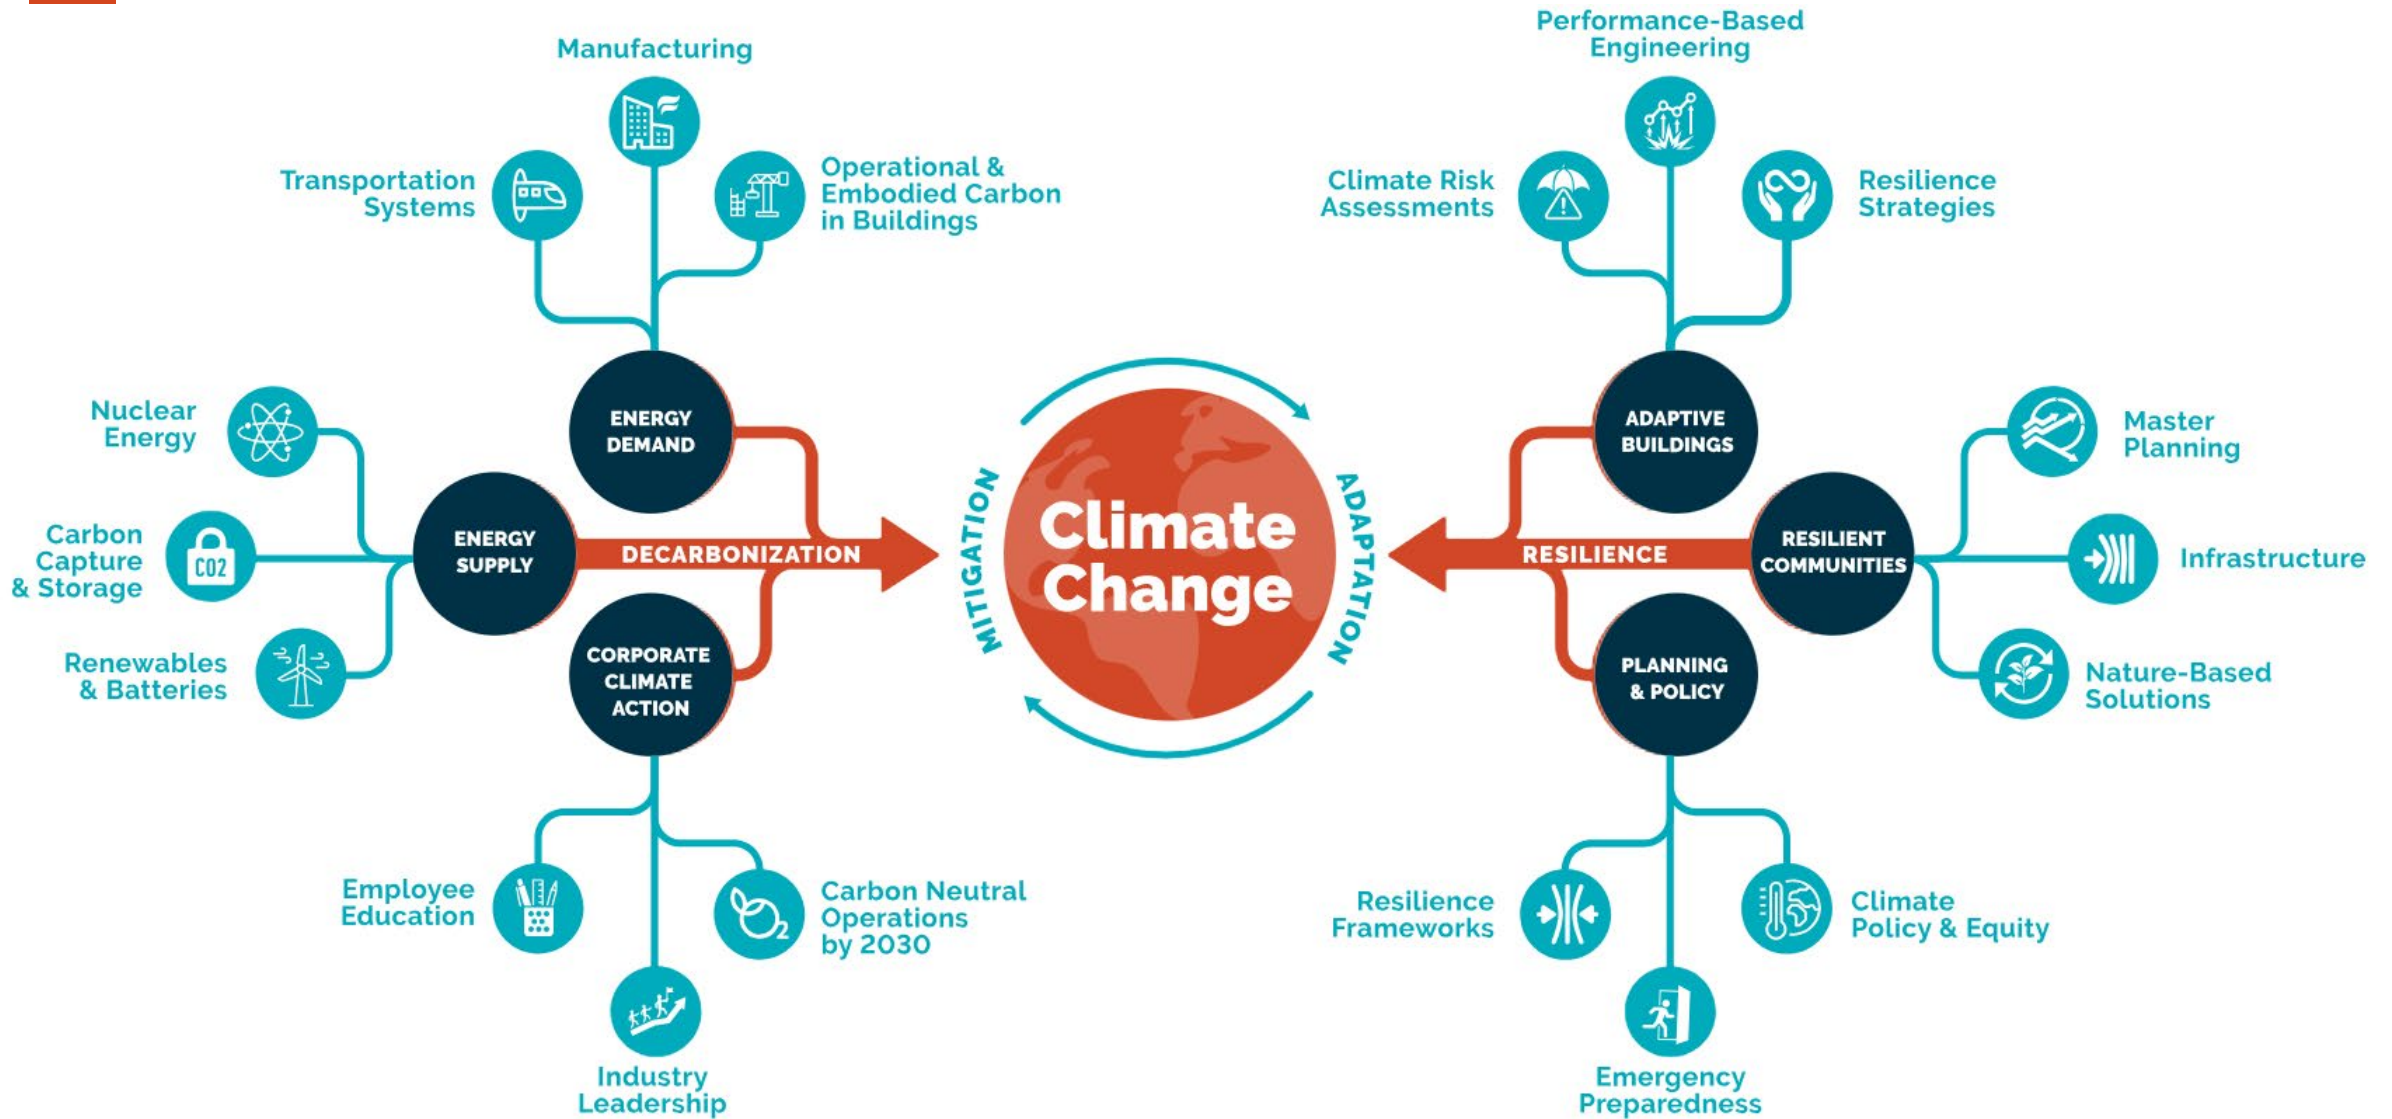 Manufacturing
Transportation
Systems
Operational &
Embodied Carbon
in Buildings
Nuclear
Energy
Carbon
Capture
& Storage
CO2
Renewables
& Batteries
ENERGY
DEMAND
ENERGY
SUPPLY
CORPORATE
CLIMATE
ACTION
DECARBONIZATION
Employee
Education
Carbon Neutral
Operations
by 2030
2
Industry
Leadership
MITIGATION
Climate
Change
ADAPTATION
Performance-Based
Engineering
Climate Risk
Assessments
Resilience
Strategies
ADAPTIVE
BUILDINGS
RESILIENCE
RESILIENT
COMMUNITIES
PLANNING
& POLICY
Master
Planning
Infrastructure
Nature-Based
Solutions
Resilience
Frameworks
Climate
Policy & Equity
Emergency
Preparedness